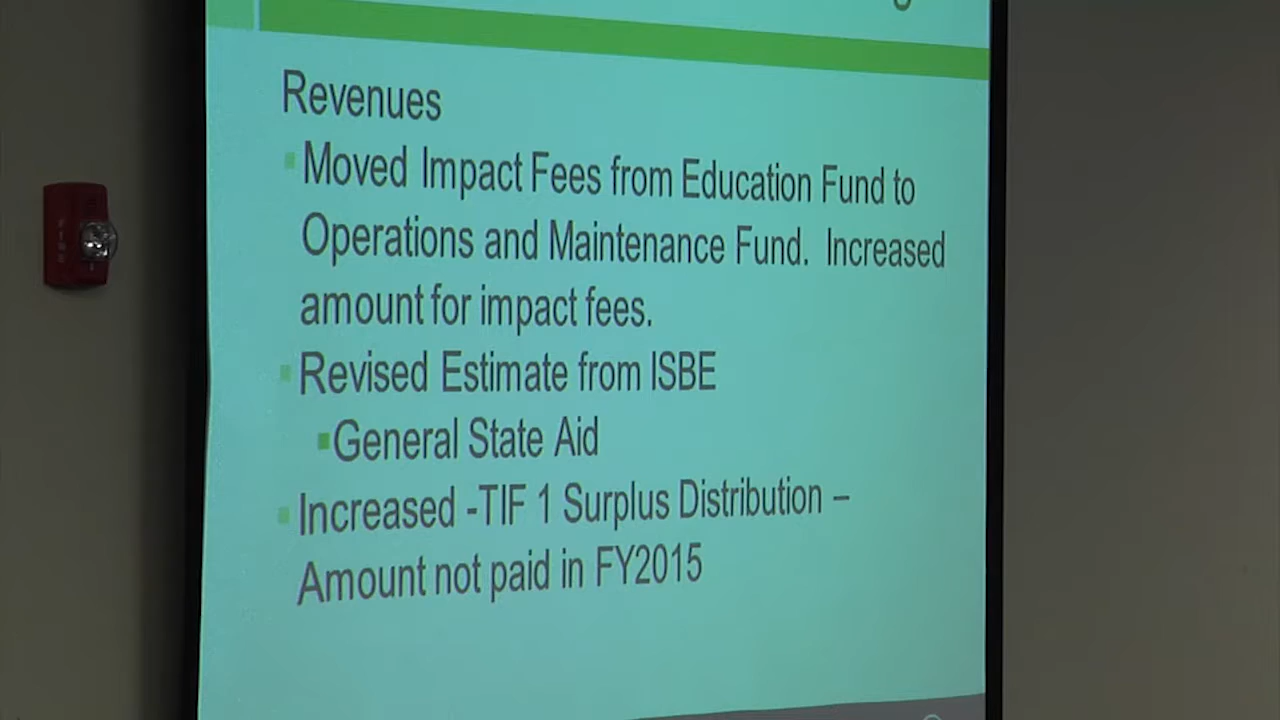 Revenues
Moved Impact Fees from Education Fund to
Operations and Maintenance Fund. Increased
amount for impact fees.
Revised Estimate from ISBE
General State Aid
Increased -TIF 1 Surplus Distribution –
Amount not paid in FY2015
FIRE